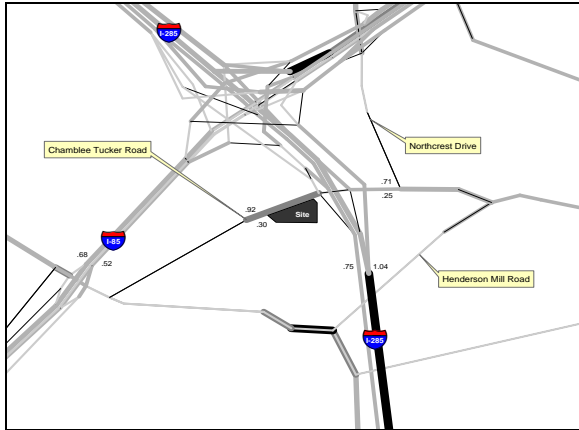 I-285
Northcrest Drive
Chamblee Tucker Road
.71
.25
.92
.30
Site
I-85
.68
.52
.75
1.04
Henderson Mill Road
I-285